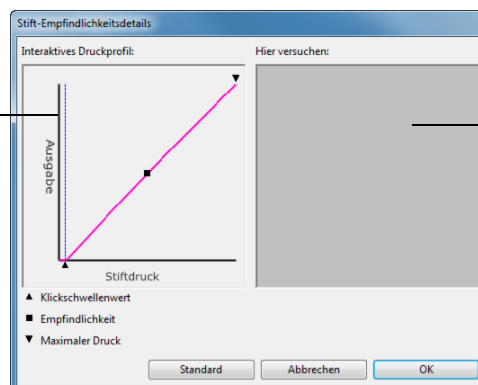 Stift-Empfindlichkeitsdetails
Interaktives Druckprofil:
Hier versuchen:
Ausgabe
Stiftdruck
Klickschwellenwert
Empfindlichkeit
Maximaler Druck
Standard
Abbrechen
OK